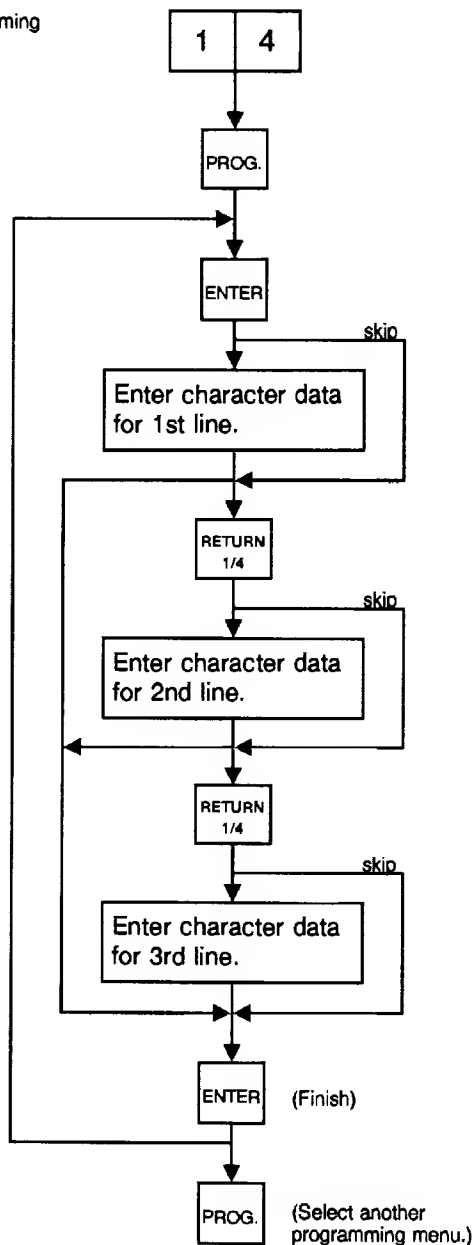 ming
1 4
PROG.
ENTER
skip
Enter character data
for 1st line.
RETURN
1/4
skip
Enter character data
for 2nd line.
RETURN
1/4
skip
Enter character data
for 3rd line.
ENTER (Finish)
PROG. (Select another
programming menu.)